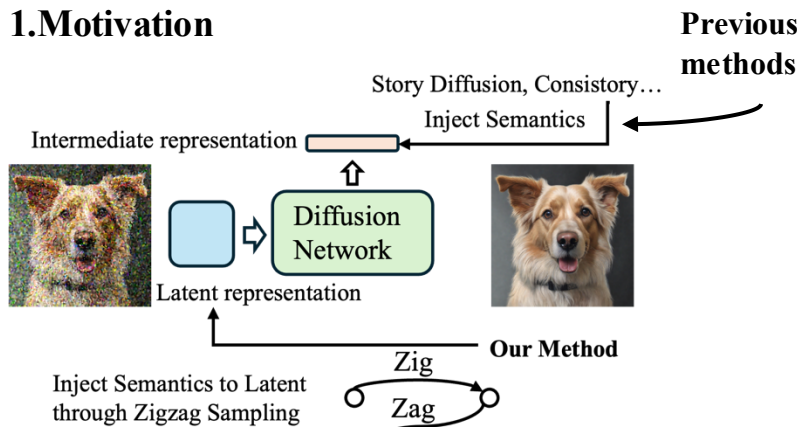 1.Motivation
Previous
methods
Story Diffusion, Consistory…
Inject Semantics
Intermediate representation
Diffusion
Network
Latent representation
Our Method
Zig
Inject Semantics to Latent
through Zigzag Sampling
Zag